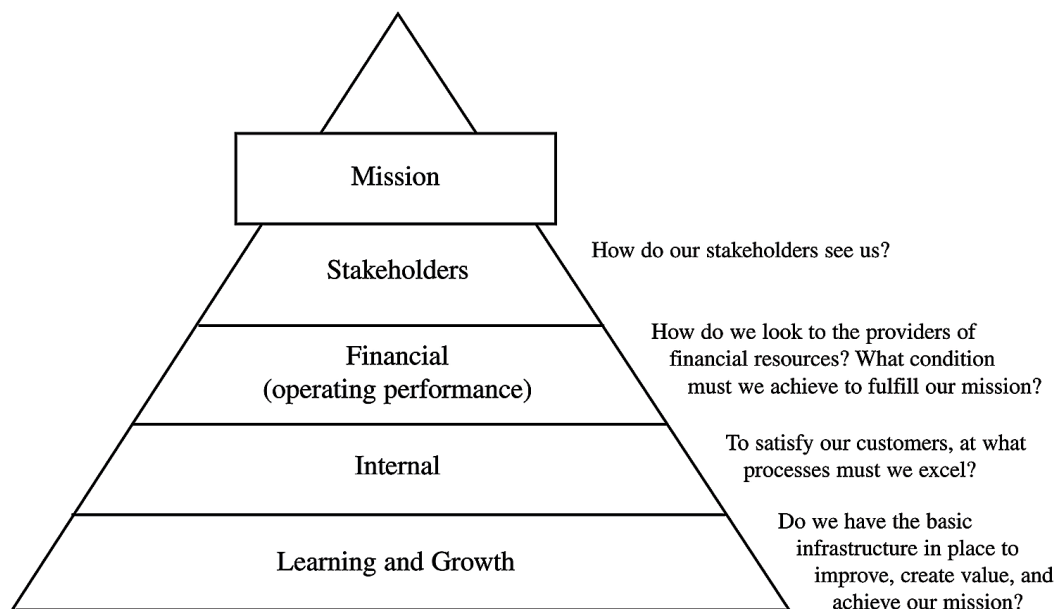 Mission
Stakeholders
How do our stakeholders see us?
Financial
(operating performance)
How do we look to the providers of
financial resources? What condition
must we achieve to fulfill our mission?
Internal
To satisfy our customers, at what
processes must we excel?
Learning and Growth
Do we have the basic
infrastructure in place to
improve, create value, and
achieve our mission?